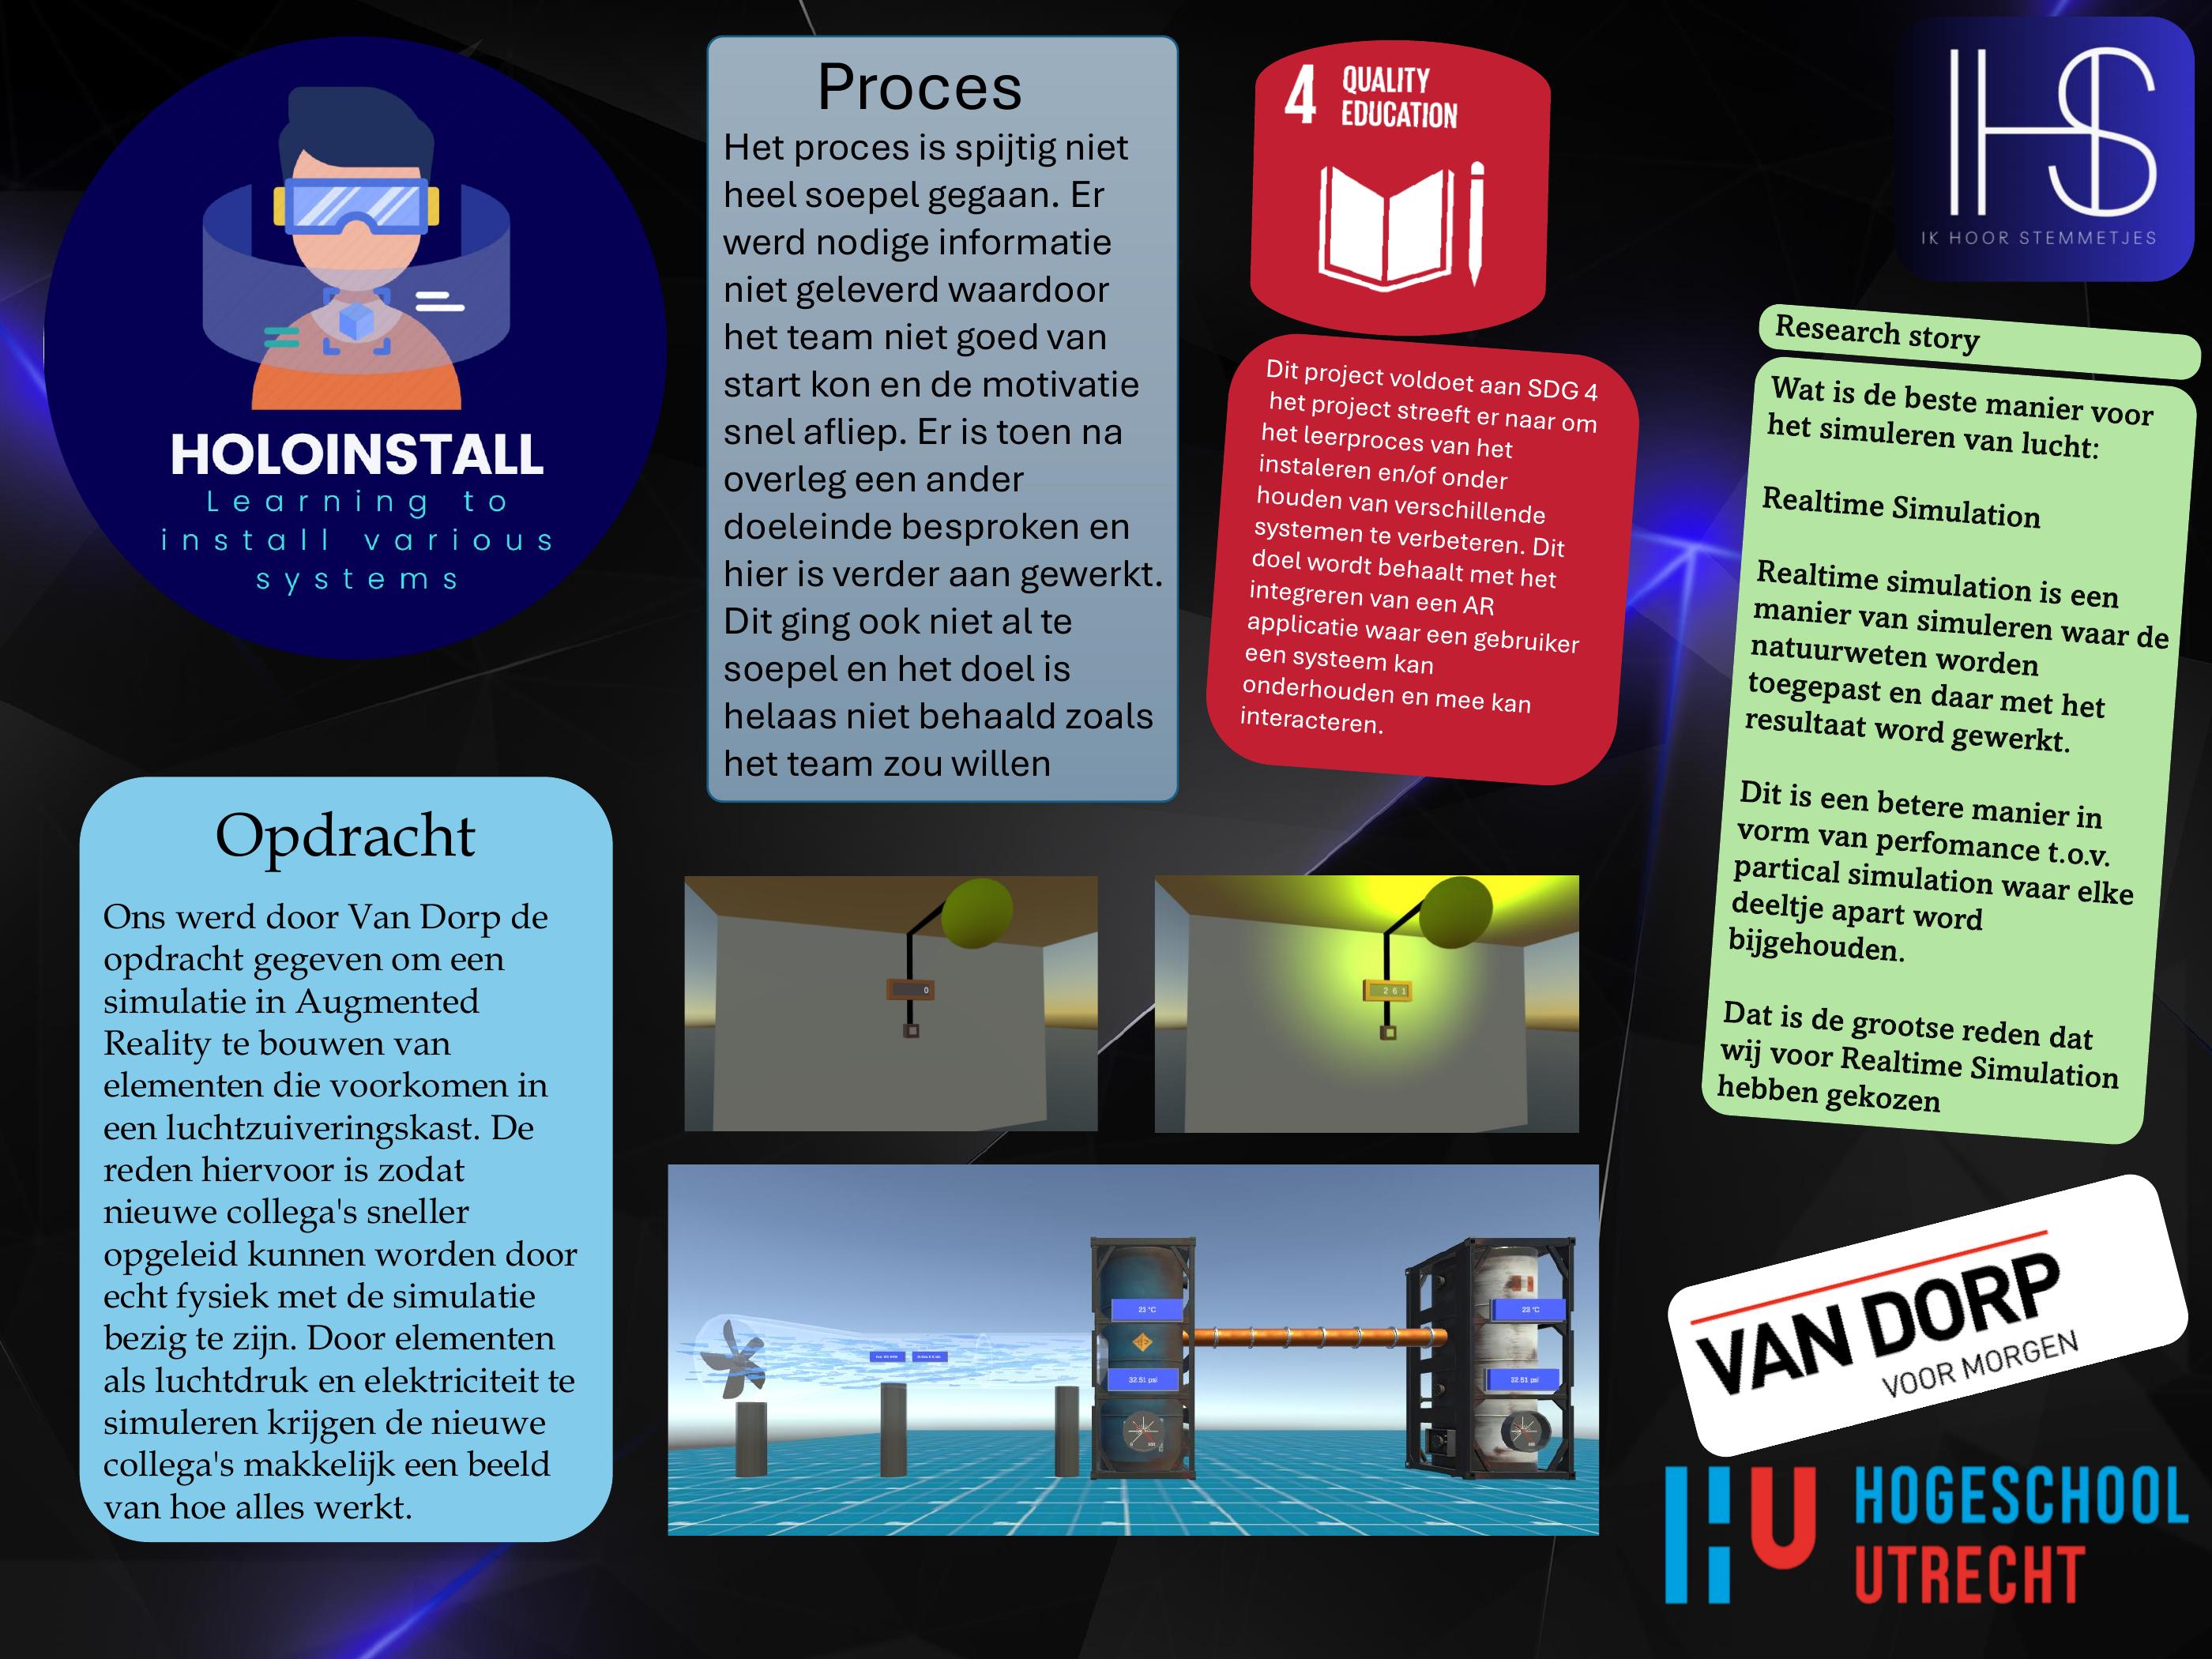 HOLOINSTALL
Learning to
install various
systems
Opdracht
Ons werd door Van Dorp de
opdracht gegeven om een
simulatie in Augmented
Reality te bouwen van
elementen die voorkomen in
een luchtzuiveringskast. De
reden hiervoor is zodat
nieuwe collega's sneller
opgeleid kunnen worden door
echt fysiek met de simulatie
bezig te zijn. Door elementen
als luchtdruk en elektriciteit te
simuleren krijgen de nieuwe
collega's makkelijk een beeld
van hoe alles werkt.
Proces
Het proces is spijtig niet
heel soepel gegaan. Er
werd nodige informatie
niet geleverd waardoor
het team niet goed van
start kon en de motivatie
snel afliep. Er is toen na
overleg een ander
doeleinde besproken en
hier is verder aan gewerkt.
Dit ging ook niet al te
soepel en het doel is
helaas niet behaald zoals
het team zou willen
4 QUALITY
EDUCATION
Dit project voldoet aan SDG 4
het project streeft er naar om
het leerproces van het
instaleren en/of onder
houden van verschillende
systemen te verbeteren. Dit
doel wordt behaalt met het
integreren van een AR
applicatie waar een gebruiker
een systeem kan
onderhouden en mee kan
interacteren.
0
261
23 °C
32.51 psi
23 °C
32.51 psi
IHS
IK HOOR STEMMETJES
Research story
Wat is de beste manier voor
het simuleren van lucht:
Realtime Simulation
Realtime simulation is een
manier van simuleren waar de
natuurweten worden
toegepast en daar met het
resultaat word gewerkt.
Dit is een betere manier in
vorm van perfomance t.o.v.
partical simulation waar elke
deeltje apart word
bijgehouden.
Dat is de grootse reden dat
wij voor Realtime Simulation
hebben gekozen
VAN DORP
VOOR MORGEN
HU HOGESCHOOL
UTRECHT